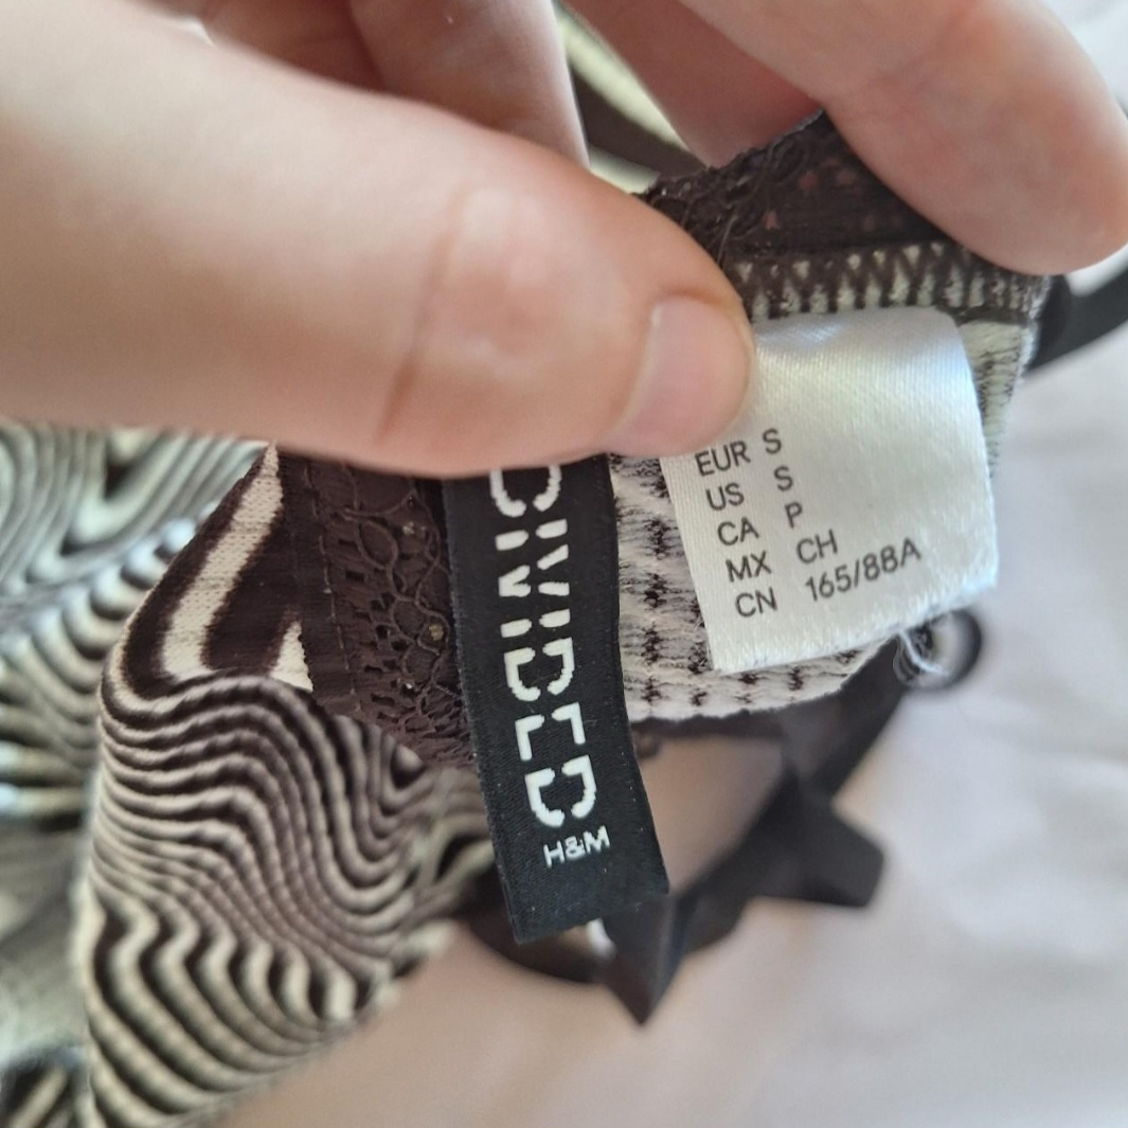 DIVIDED
H&M
EUR S
US S
CA P
MX CH
CN 165/88A